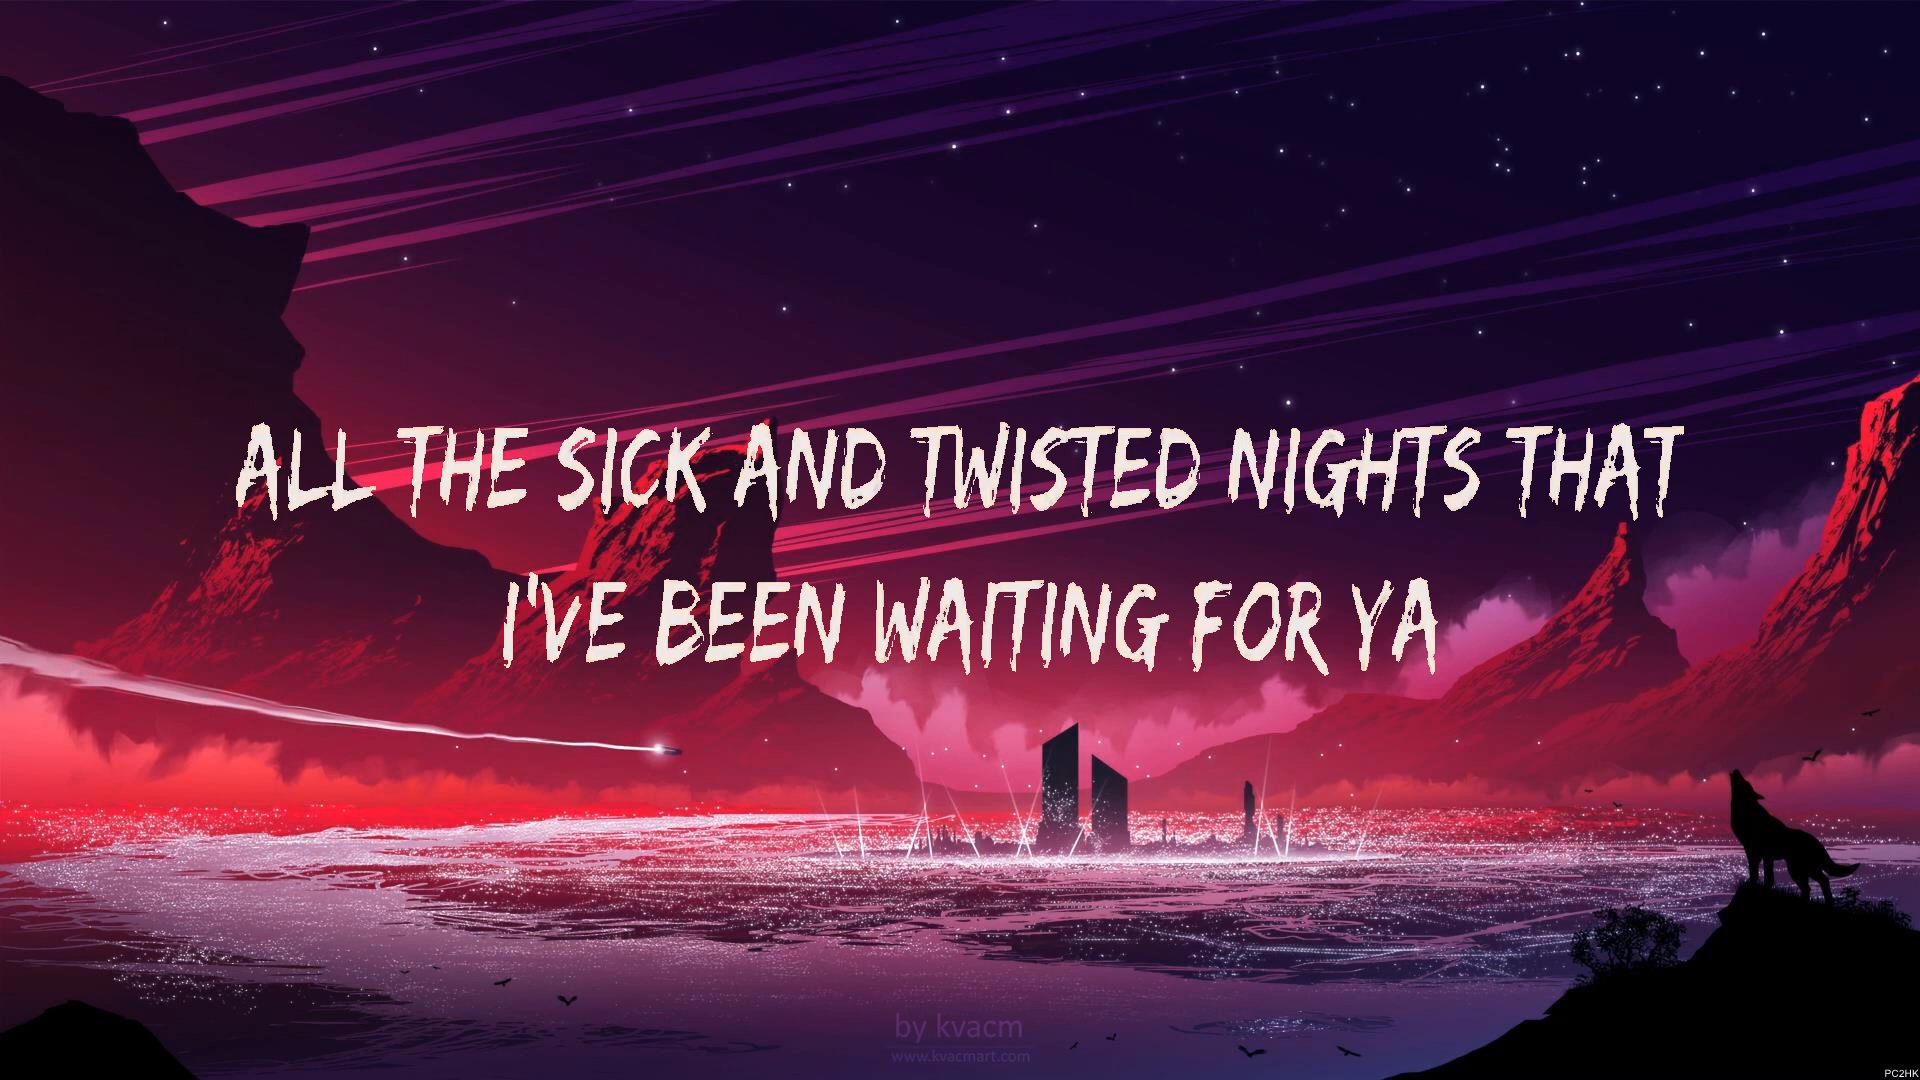 ALL THE SICK AND TWISTED NIGHTS THAT
I'VE BEEN WAITING FOR YA
by kvacm
www.kvacmart.com
PC2HK